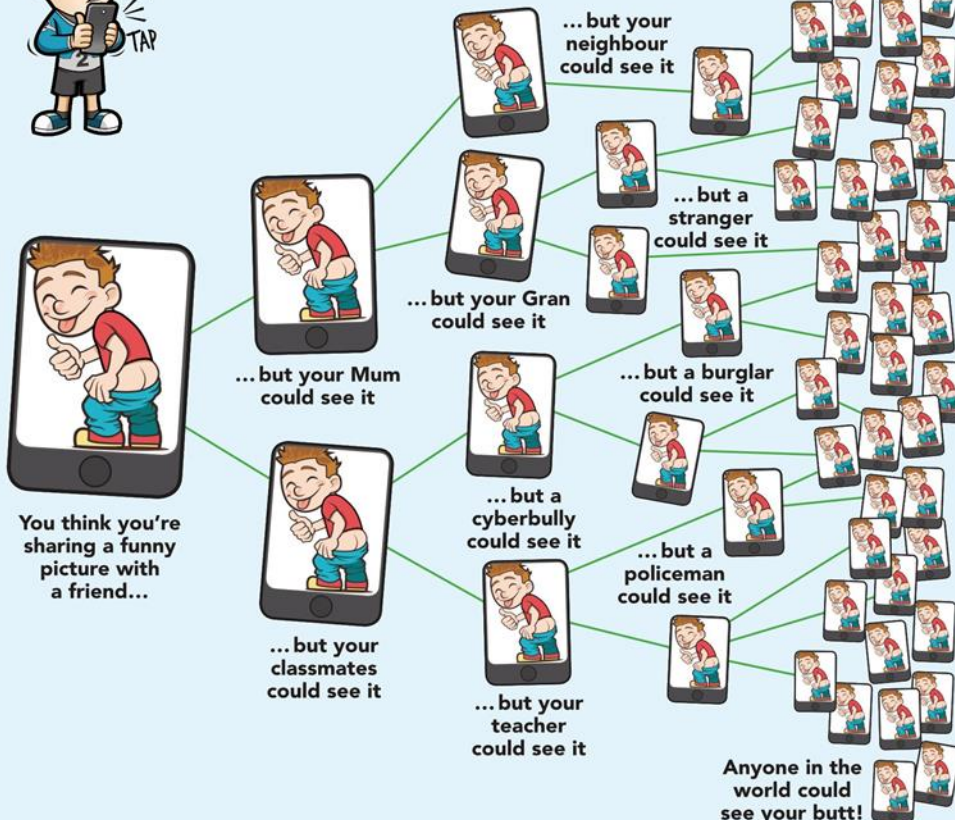 TAP
2
You think you're
sharing a funny
picture with
a friend...
...but your Mum
could see it
...but your
classmates
could see it
...but your
neighbour
could see it
...but your Gran
could see it
...but a
cyberbully
could see it
...but your
teacher
could see it
...but a
stranger
could see it
...but a burglar
could see it
...but a
policeman
could see it
Anyone in the
world could
see your butt!